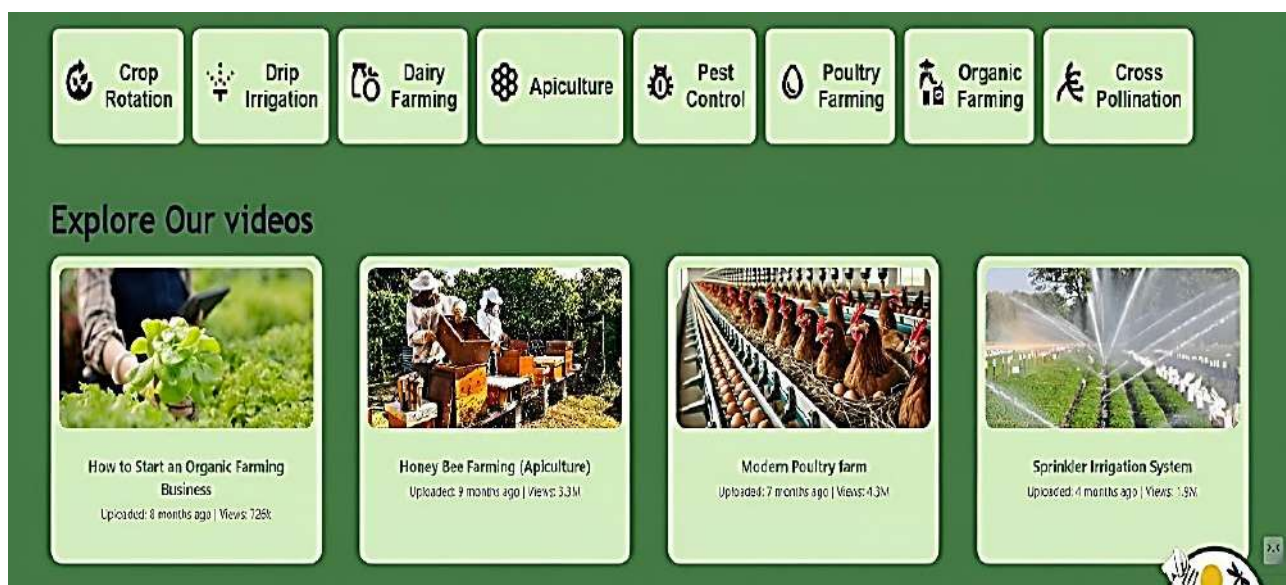 Crop
Rotation
Drip
Irrigation
Dairy
Farming
Apiculture
Pest
Control
Poultry
Farming
Organic
Farming
Cross
Pollination
Explore Our videos
How to Start an Organic Farming
Business
Uploaded: 8 months ago | Views: 726k
Honey Bee Farming (Apiculture)
Uploaded: 9 months ago | Views: 3.3M
Modern Poultry farm
Uploaded: 7 months ago | Views: 4.3M
Sprinkler Irrigation System
Uploaded: 4 months ago | Views: 1.9M